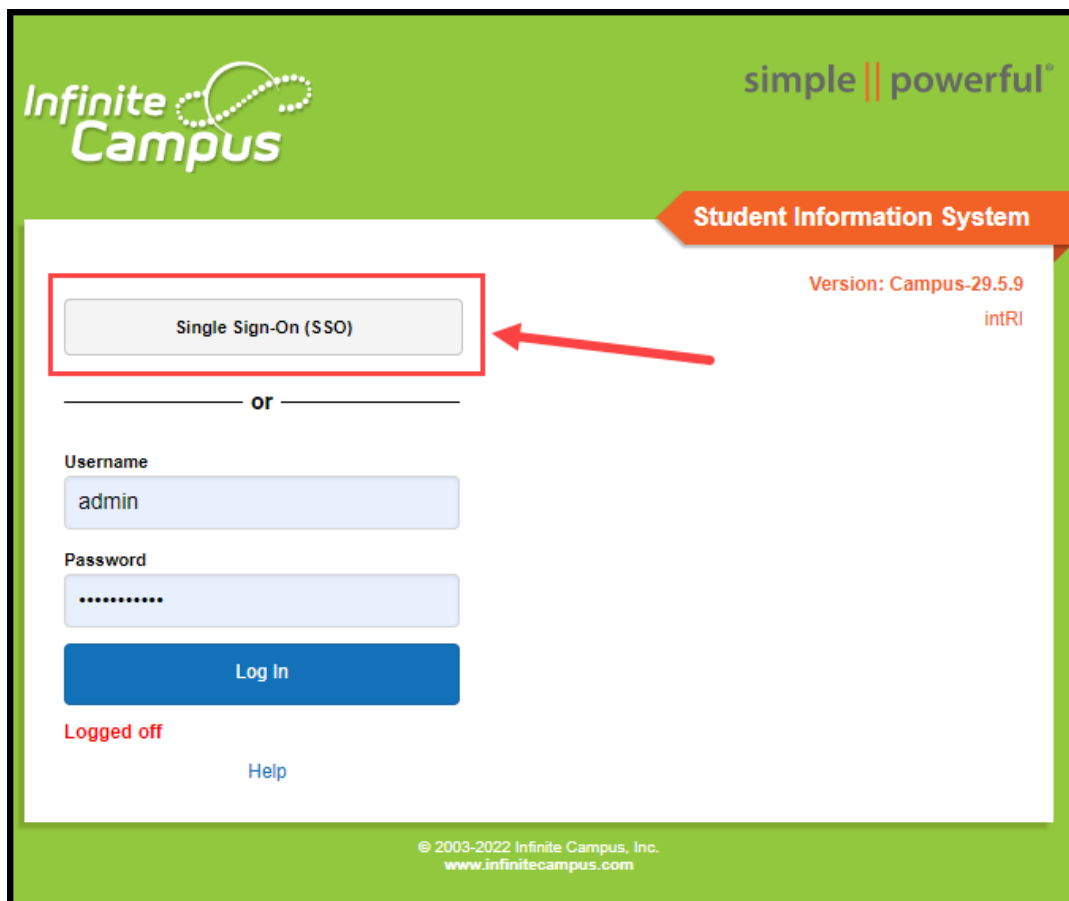 Infinite
Campus
simple || powerful®
Student Information System
Version: Campus-29.5.9
intRI
Single Sign-On (SSO)
or
Username
admin
Password
•••••••••••
Log In
Logged off
Help
© 2003-2022 Infinite Campus, Inc.
www.infinitecampus.com